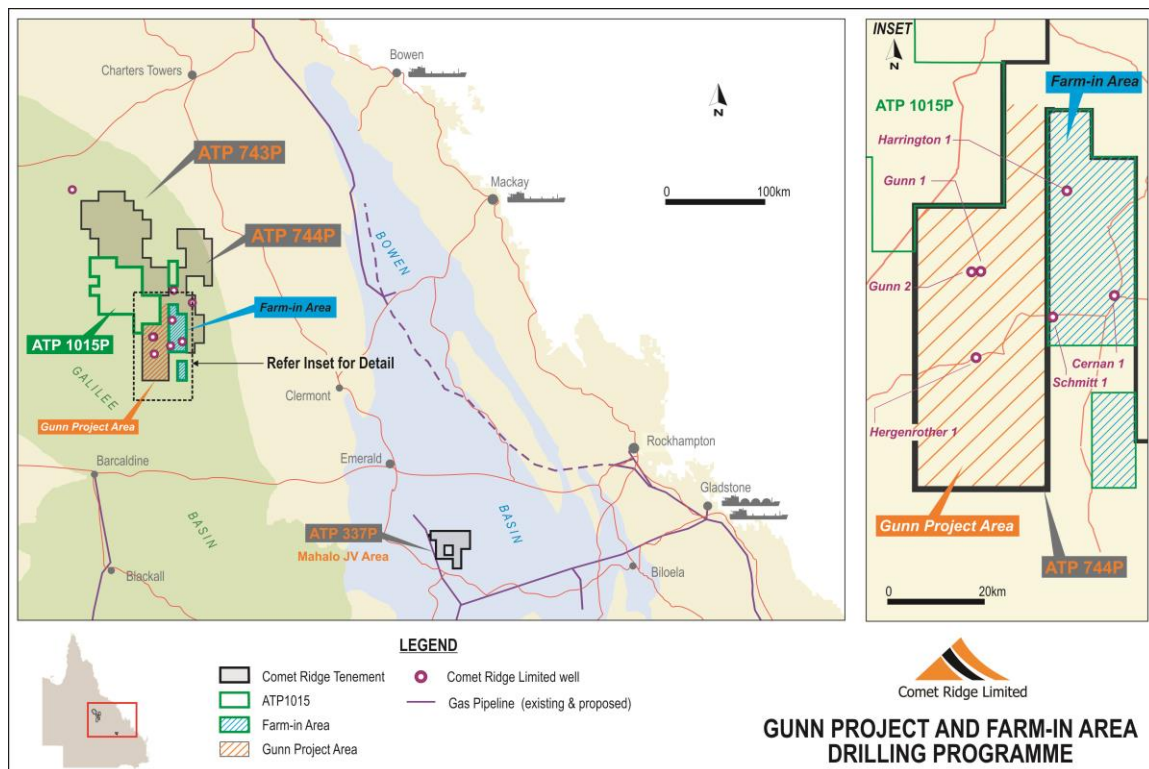 Bowen
Charters Towers
ATP 743P
Mackay
0 100km
ATP 744P
BOWEN
Farm-in Area
ATP 1015P
Refer Inset for Detail
GALILEE
Clermont
Gunn Project Area
Rockhampton
Barcaldine
Emerald
Gladstone
BASIN
BASIN
ATP 337P
Mahalo JV Area
Blackall
Biloela
INSET
Farm-in Area
ATP 1015P
Harrington 1
Gunn 1
Gunn 2
Cernan 1
Schmitt 1
Hergenrother 1
Gunn Project Area
ATP 744P
0 20km
LEGEND
Comet Ridge Tenement
ATP1015
Farm-in Area
Gunn Project Area
Comet Ridge Limited well
Gas Pipeline (existing & proposed)
Comet Ridge Limited
GUNN PROJECT AND FARM-IN AREA
DRILLING PROGRAMME